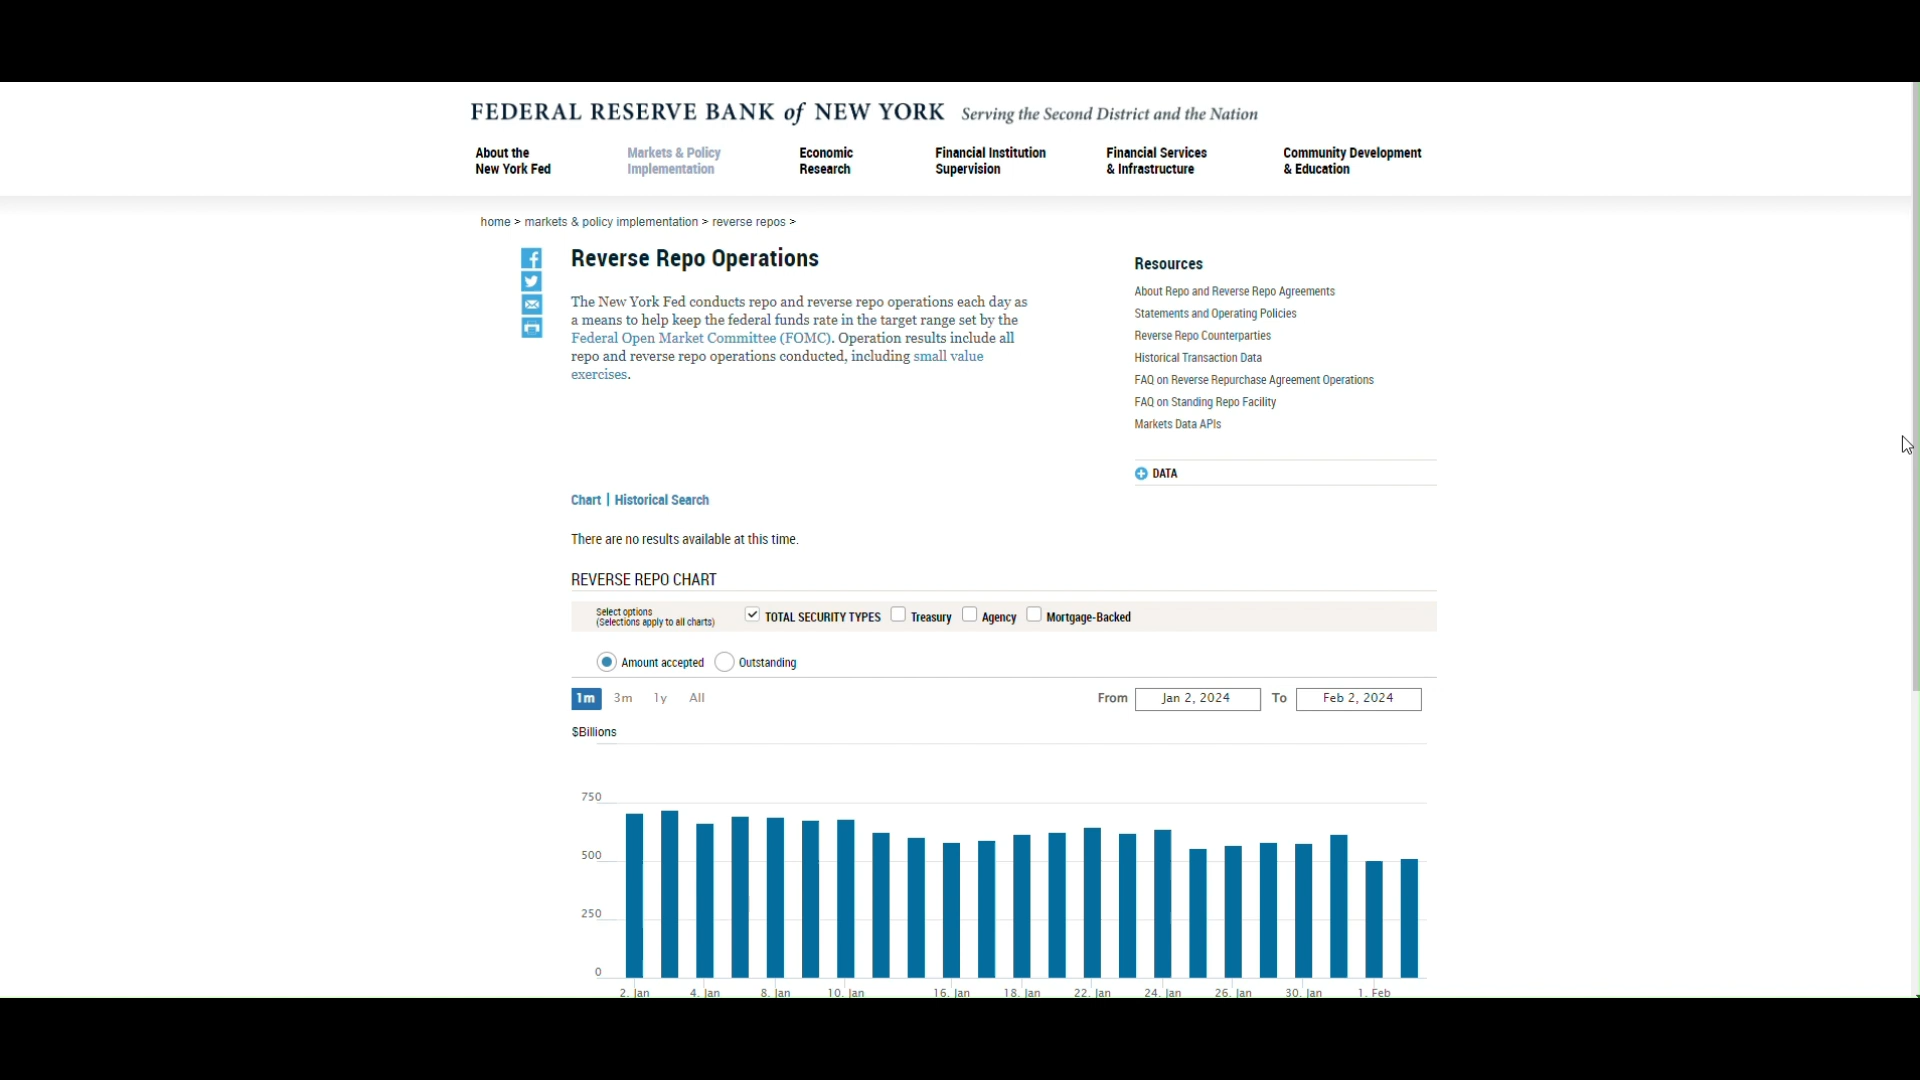 FEDERAL RESERVE BANK of NEW YORK Serving the Second District and the Nation
About the
New York Fed
Markets & Policy
Implementation
Economic
Research
Financial Institution
Supervision
Financial Services
& Infrastructure
Community Development
& Education
home > markets & policy implementation > reverse repos >
Reverse Repo Operations
The New York Fed conducts repo and reverse repo operations each day as
a means to help keep the federal funds rate in the target range set by the
Federal Open Market Committee (FOMC). Operation results include all
repo and reverse repo operations conducted, including small value
exercises.
Resources
About Repo and Reverse Repo Agreements
Statements and Operating Policies
Reverse Repo Counterparties
Historical Transaction Data
FAQ on Reverse Repurchase Agreement Operations
FAQ on Standing Repo Facility
Markets Data APIs
DATA
Chart | Historical Search
There are no results available at this time.
REVERSE REPO CHART
Select options
(Selections apply to all charts)
TOTAL SECURITY TYPES Treasury Agency Mortgage-Backed
Amount accepted Outstanding
1m 3m 1y All From Jan 2, 2024 To Feb 2, 2024
$Billions
750
500
250
0
2. Jan 4. Jan 8. Jan 10. Jan 16. Jan 18. Jan 22. Jan 24. Jan 26. Jan 30. Jan 1. Feb